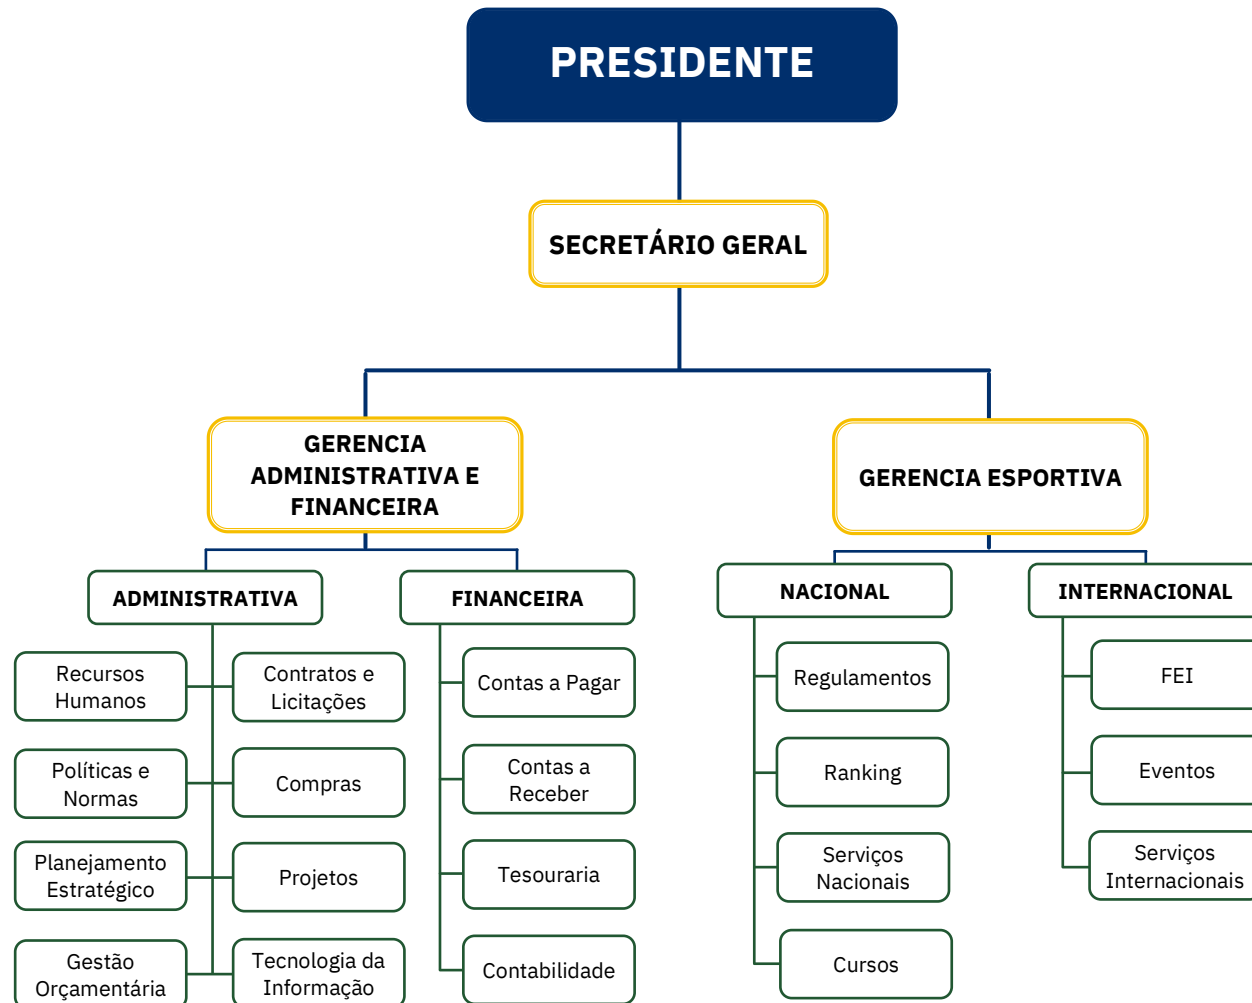 PRESIDENTE
SECRETÁRIO GERAL
GERENCIA
ADMINISTRATIVA E
FINANCEIRA
GERENCIA ESPORTIVA
ADMINISTRATIVA
FINANCEIRA
NACIONAL
INTERNACIONAL
Recursos
Humanos
Contratos e
Licitações
Políticas e
Normas
Compras
Planejamento
Estratégico
Projetos
Gestão
Orçamentária
Tecnologia da
Informação
Contas a Pagar
Contas a
Receber
Tesouraria
Contabilidade
Regulamentos
Ranking
Serviços
Nacionais
Cursos
FEI
Eventos
Serviços
Internacionais